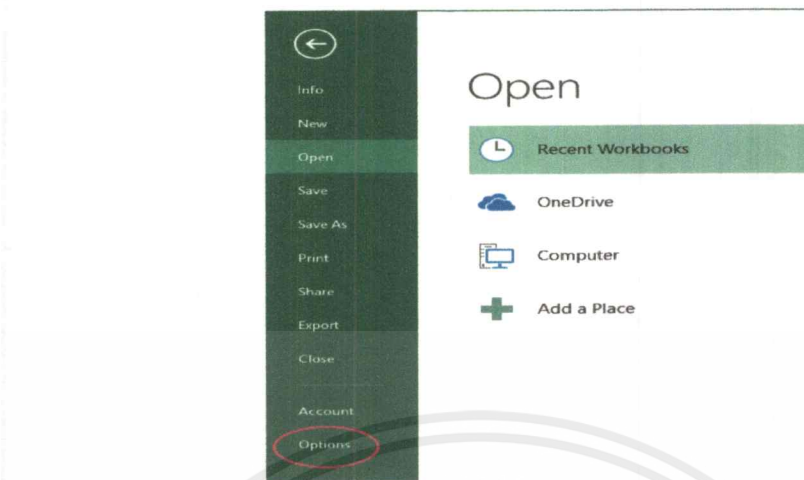 Info
New
Open
Save
Save As
Print
Share
Export
Close
Account
Options
Open
Recent Workbooks
OneDrive
Computer
Add a Place